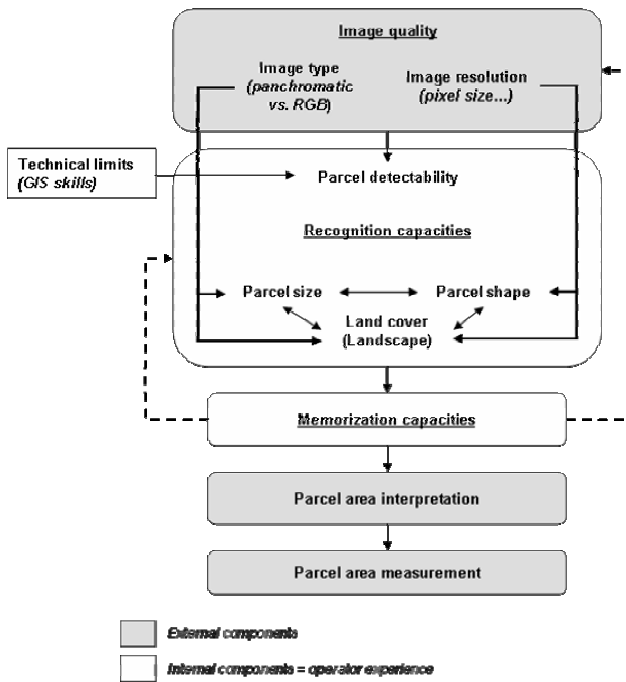 Image quality
Image type
(panchromatic
vs. RGB)
Image resolution
(pixel size...)
Technical limits
(GIS skills)
Parcel detectability
Recognition capacities
Parcel size
Parcel shape
Land cover
(Landscape)
Memorization capacities
Parcel area interpretation
Parcel area measurement
External components
Internal components = operator experience